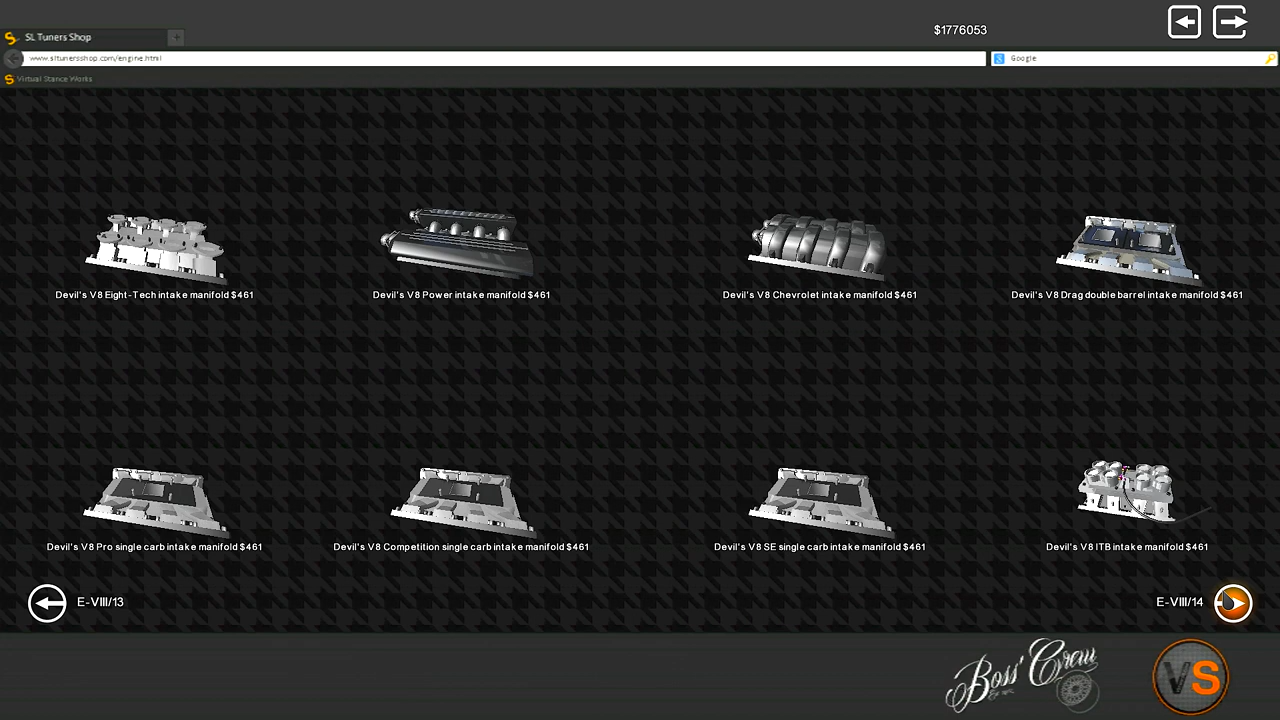 $1776053
SL Tuners Shop
www.sltunersshop.com/engine.html
Google
Virtual Stance Works
Devil's V8 Eight-Tech intake manifold $461
Devil's V8 Power intake manifold $461
Devil's V8 Chevrolet intake manifold $461
Devil's V8 Drag double barrel intake manifold $461
Devil's V8 Pro single carb intake manifold $461
Devil's V8 Competition single carb intake manifold $461
Devil's V8 SE single carb intake manifold $461
Devil's V8 ITB intake manifold $461
E-VIII/13
E-VIII/14
Boss' Crew
VS